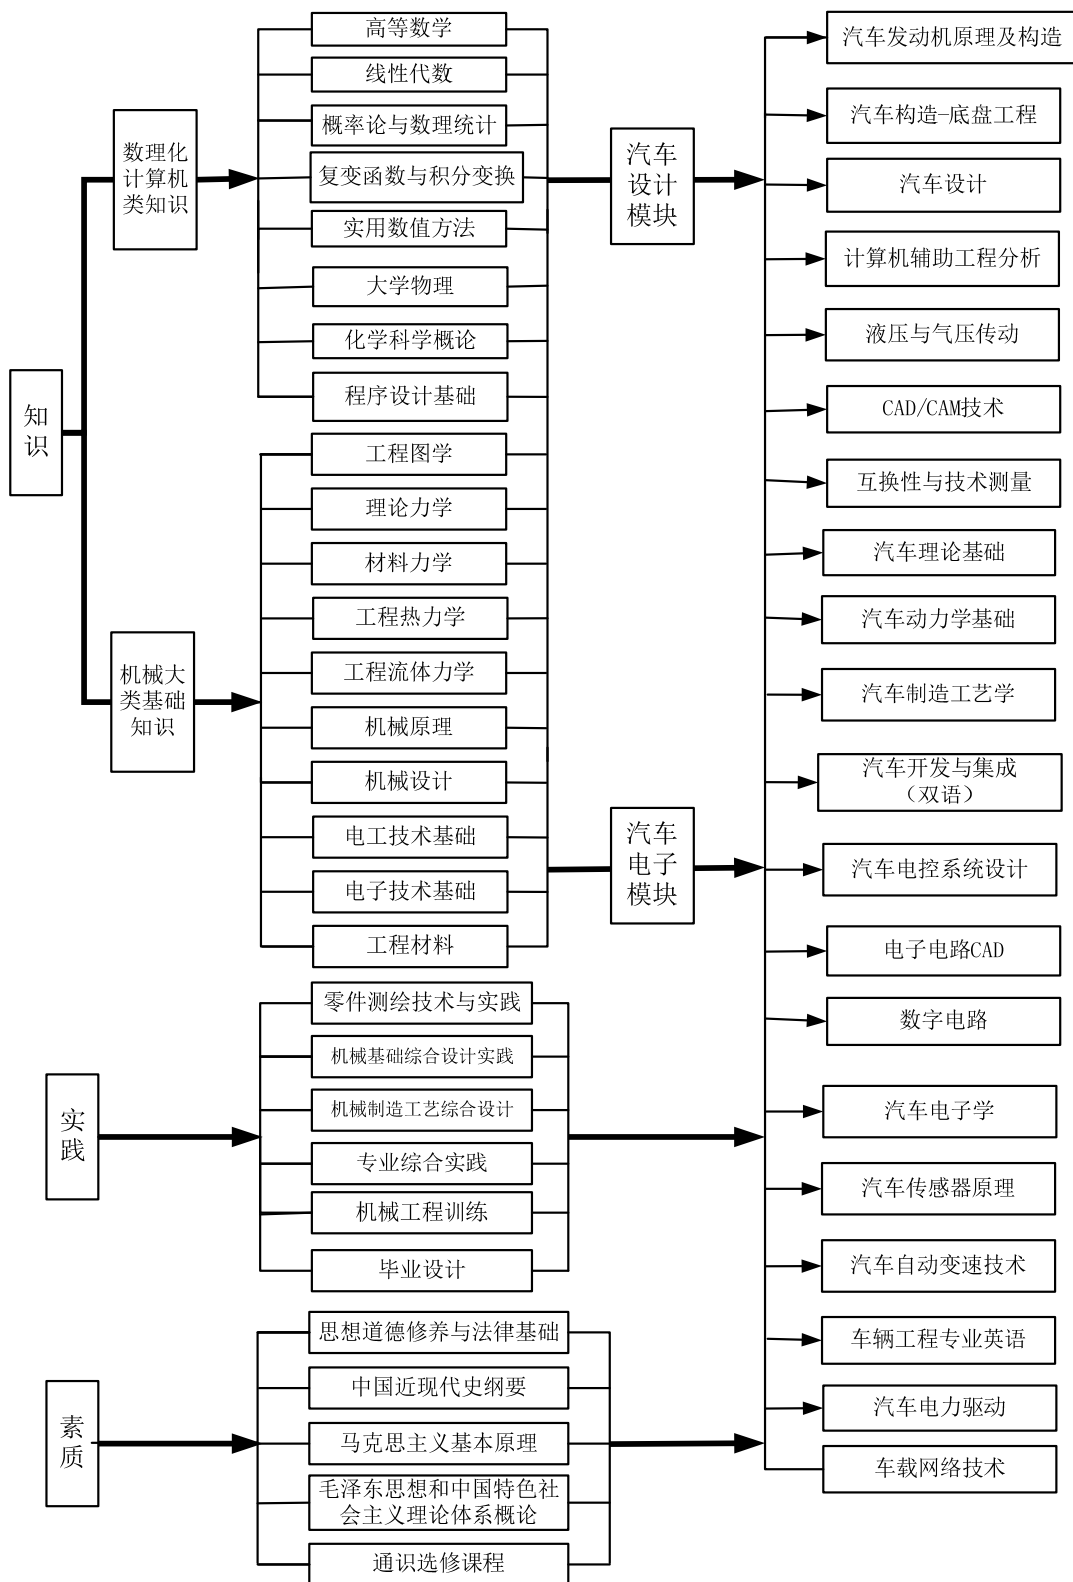 知
识
数理化
计算机
类知识
机械大
类基础
知识
高等数学
线性代数
概率论与数理统计
复变函数与积分变换
实用数值方法
大学物理
化学科学概论
程序设计基础
工程图学
理论力学
材料力学
工程热力学
工程流体力学
机械原理
机械设计
电工技术基础
电子技术基础
工程材料
汽车
设计
模块
汽车
电子
模块
实
践
零件测绘技术与实践
机械基础综合设计实践
机械制造工艺综合设计
专业综合实践
机械工程训练
毕业设计
素
质
思想道德修养与法律基础
中国近现代史纲要
马克思主义基本原理
毛泽东思想和中国特色社
会主义理论体系概论
通识选修课程
汽车发动机原理及构造
汽车构造-底盘工程
汽车设计
计算机辅助工程分析
液压与气压传动
CAD/CAM技术
互换性与技术测量
汽车理论基础
汽车动力学基础
汽车制造工艺学
汽车开发与集成
（双语）
汽车电控系统设计
电子电路CAD
数字电路
汽车电子学
汽车传感器原理
汽车自动变速技术
车辆工程专业英语
汽车电力驱动
车载网络技术